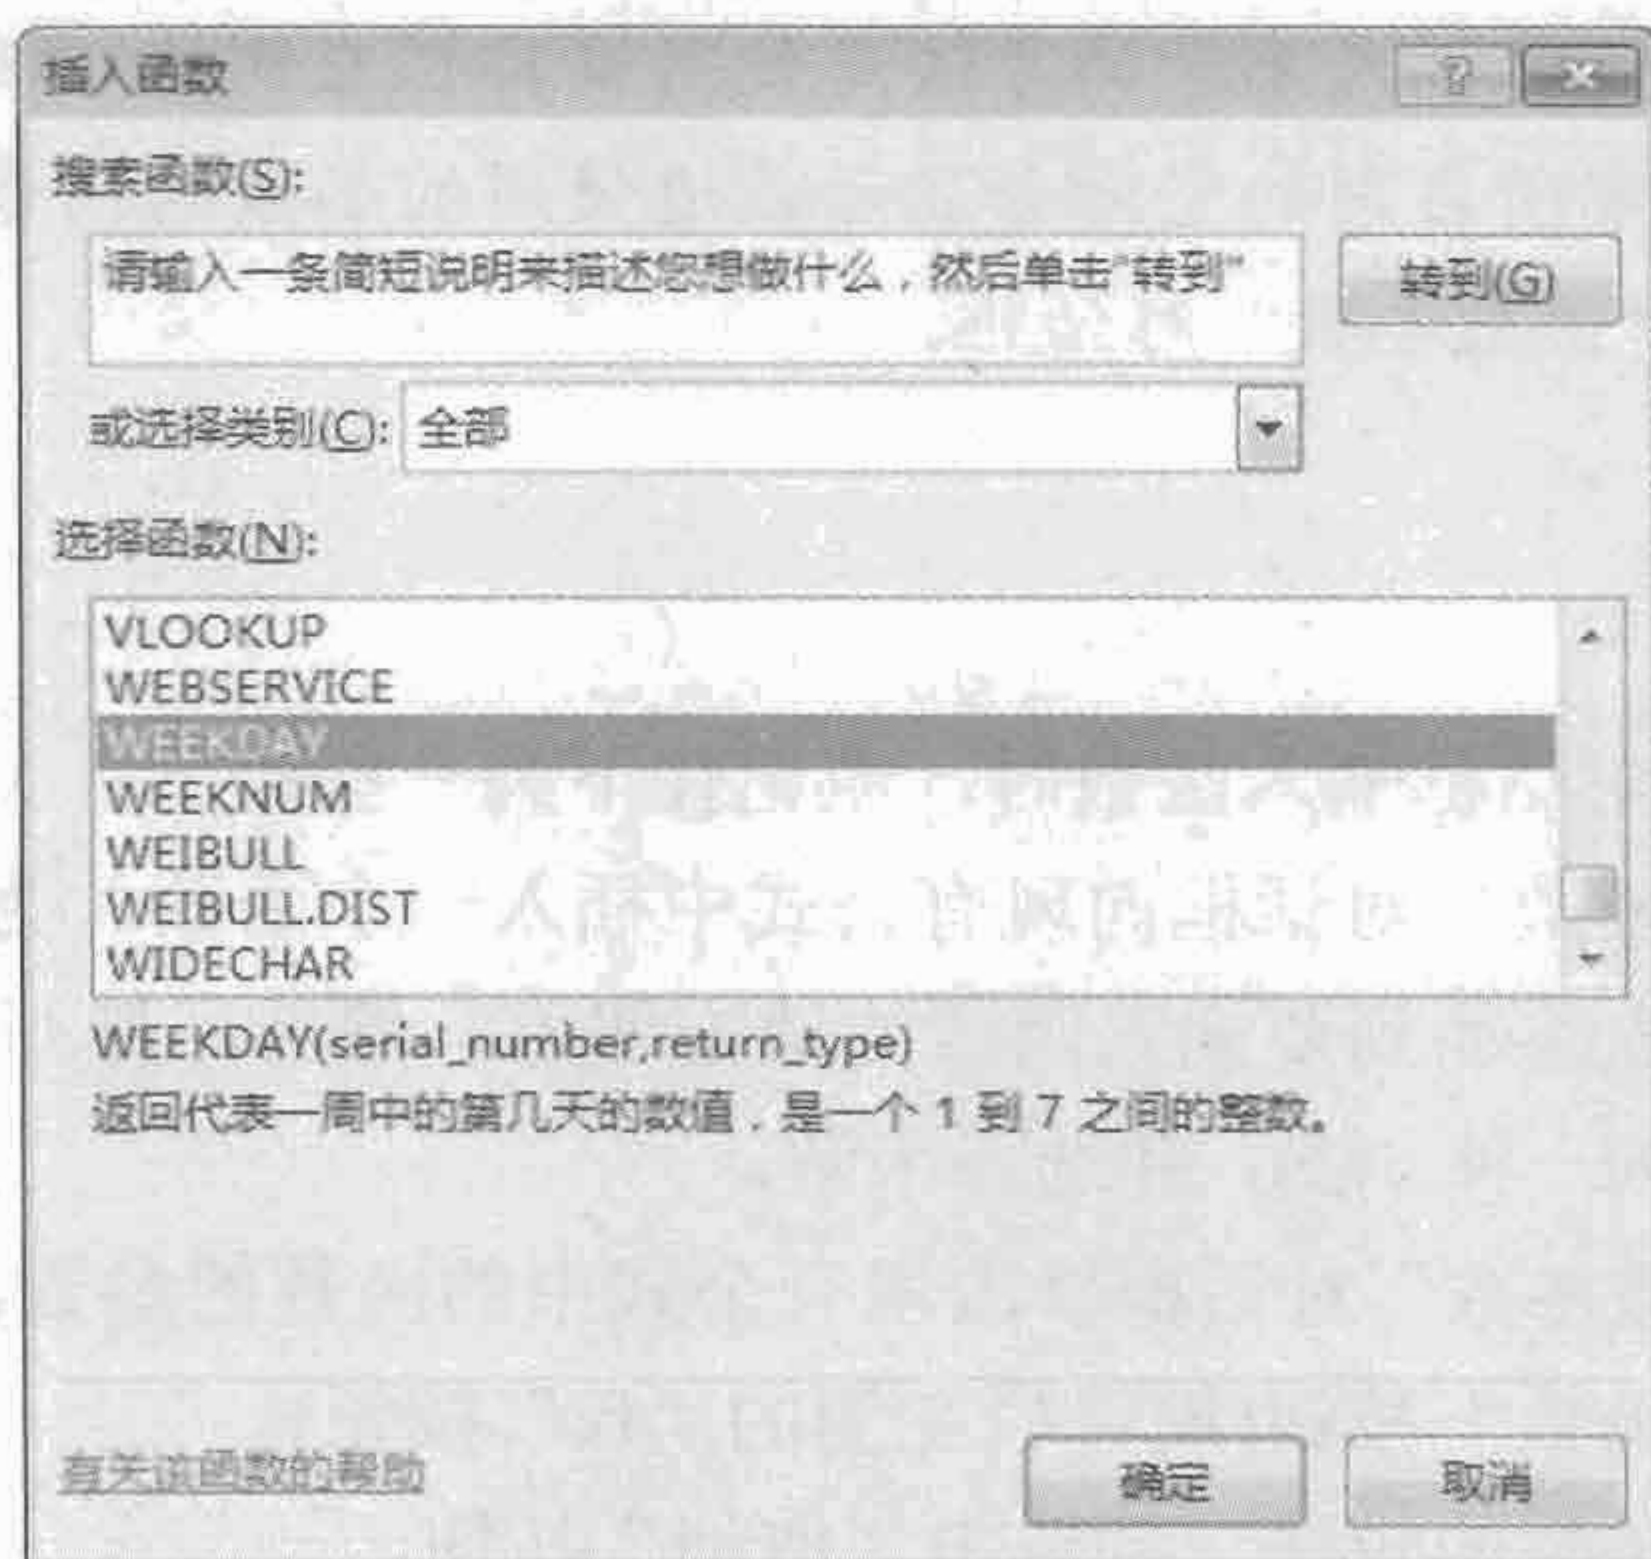 插入函数
搜索函数(S):
请输入一条简短说明来描述您想做什么，然后单击"转到"
转到(G)
或选择类别(C): 全部
选择函数(N):
VLOOKUP
WEBSERVICE
WEEKDAY
WEEKNUM
WEIBULL
WEIBULL.DIST
WIDECHAR
WEEKDAY(serial_number,return_type)
返回代表一周中的第几天的数值，是一个 1 到 7 之间的整数。
有关该函数的帮助
确定
取消